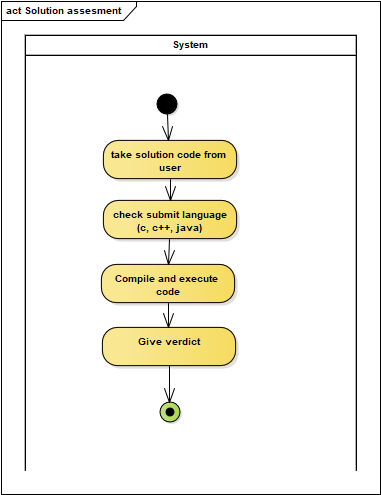 act Solution assesment
System
take solution code from
user
check submit language
(c, c++, java)
Compile and execute
code
Give verdict